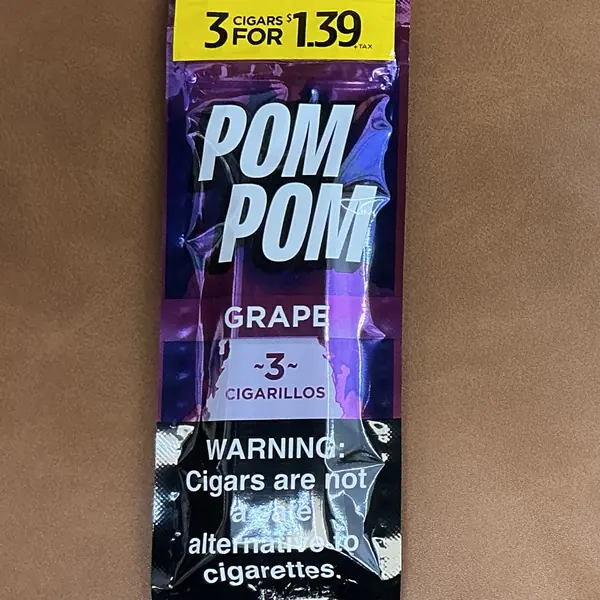 3 CIGARS FOR $1.39 +TAX
POM
POM
GRAPE
~3~
CIGARILLOS
WARNING:
Cigars are not
a safe
alternative to
cigarettes.